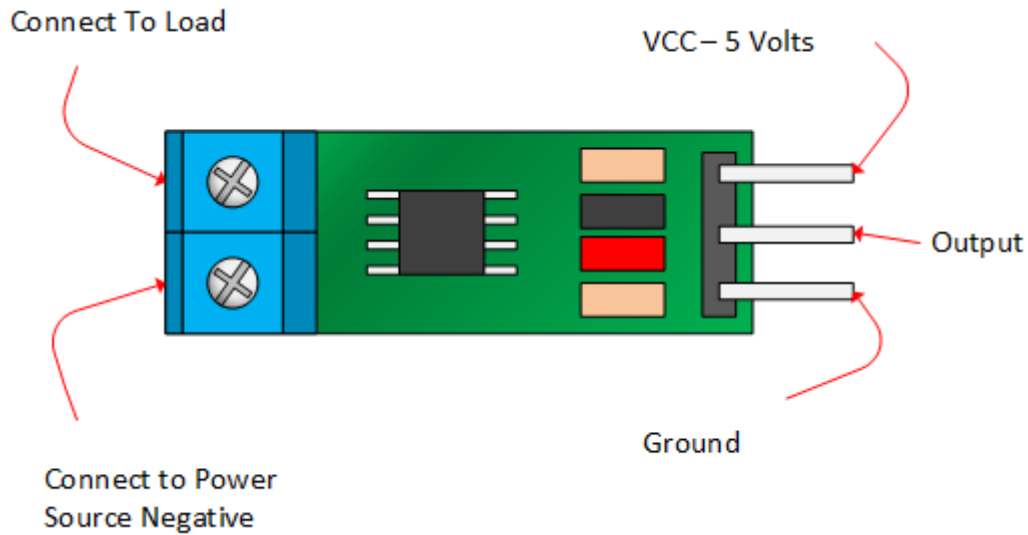 Connect To Load
VCC – 5 Volts
Output
Ground
Connect to Power
Source Negative